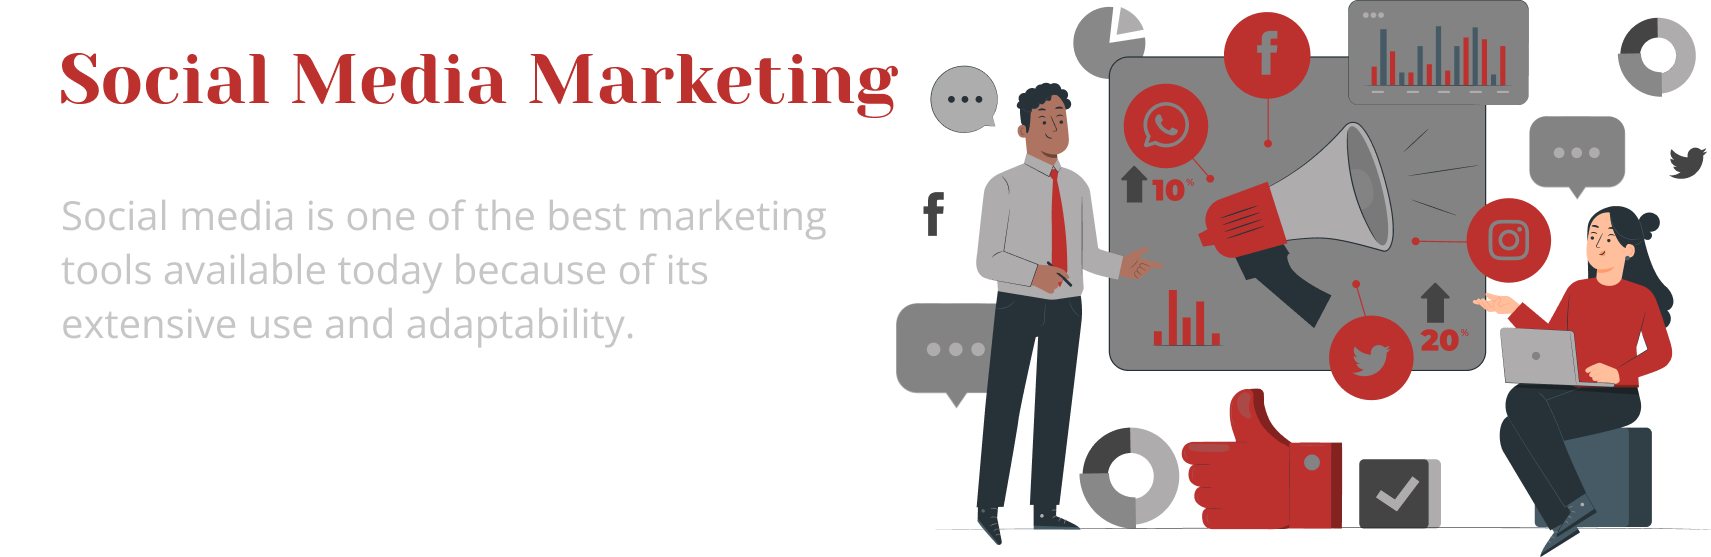 Social Media Marketing
Social media is one of the best marketing
tools available today because of its
extensive use and adaptability.
10%
20%